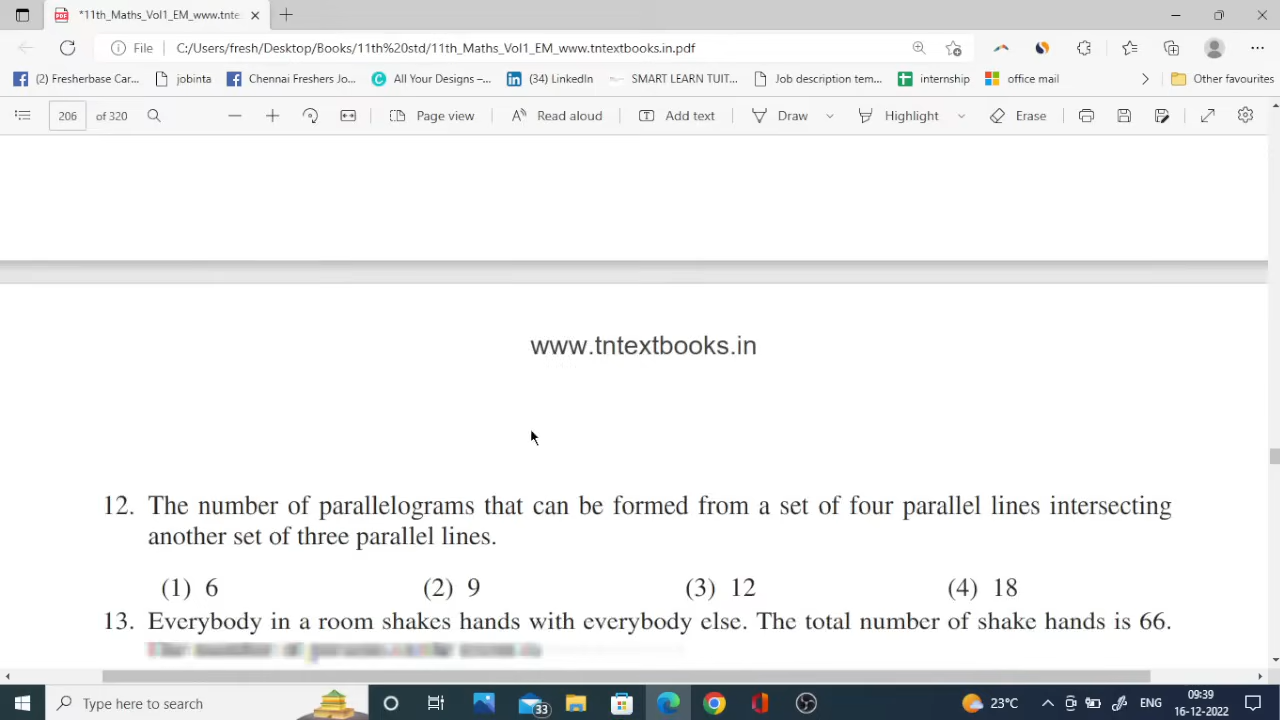 *11th_Maths_Vol1_EM_www.tnte
File C:/Users/fresh/Desktop/Books/11th%20std/11th_Maths_Vol1_EM_www.tntextbooks.in.pdf
(2) Fresherbase Car... jobinta Chennai Freshers Jo... All Your Designs –... (34) LinkedIn SMART LEARN TUIT... Job description tem... internship office mail Other favourites
206 of 320 Page view Read aloud Add text Draw Highlight Erase
www.tntextbooks.in
12. The number of parallelograms that can be formed from a set of four parallel lines intersecting
another set of three parallel lines.
(1) 6 (2) 9 (3) 12 (4) 18
13. Everybody in a room shakes hands with everybody else. The total number of shake hands is 66.
Type here to search 33 23°C ENG 09:39
16-12-2022